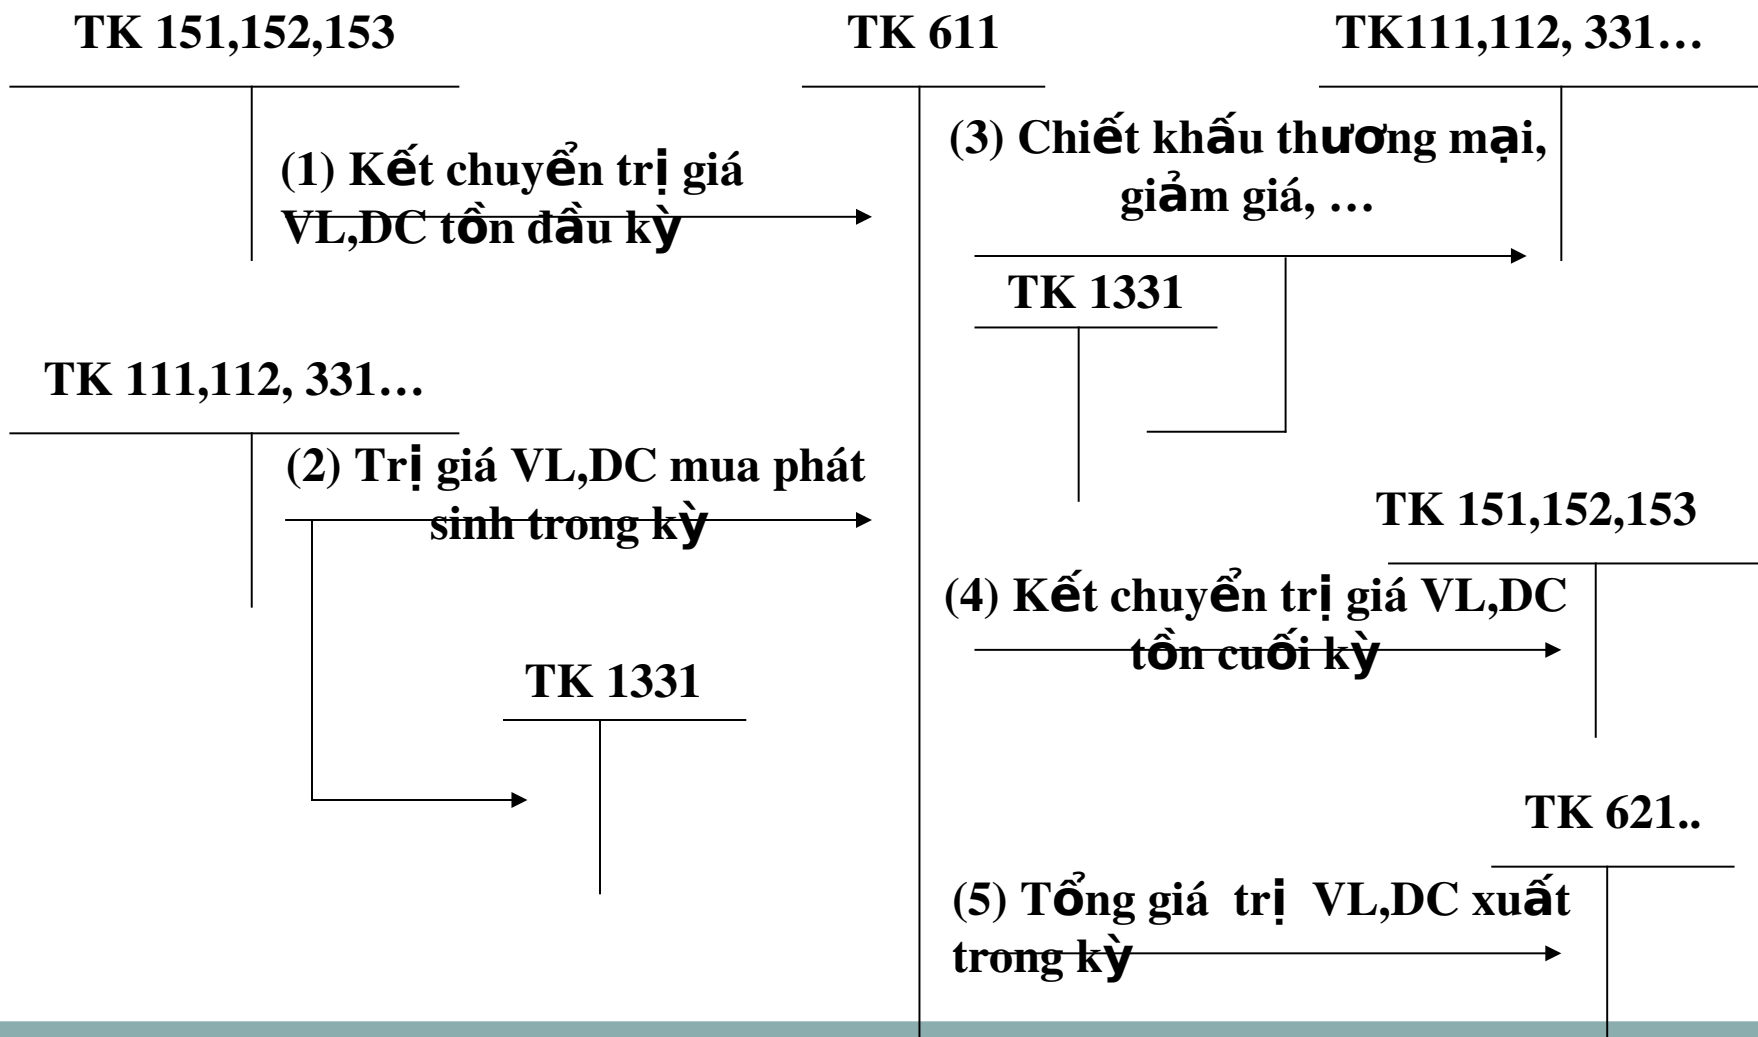 TK 151,152,153
TK 611
TK111,112, 331…
(1) Kết chuyển trị giá
VL,DC tồn đầu kỳ
(3) Chiết khấu thương mại,
giảm giá, …
TK 1331
TK 111,112, 331…
(2) Trị giá VL,DC mua phát
sinh trong kỳ
TK 151,152,153
(4) Kết chuyển trị giá VL,DC
tồn cuối kỳ
TK 1331
TK 621..
(5) Tổng giá trị VL,DC xuất
trong kỳ